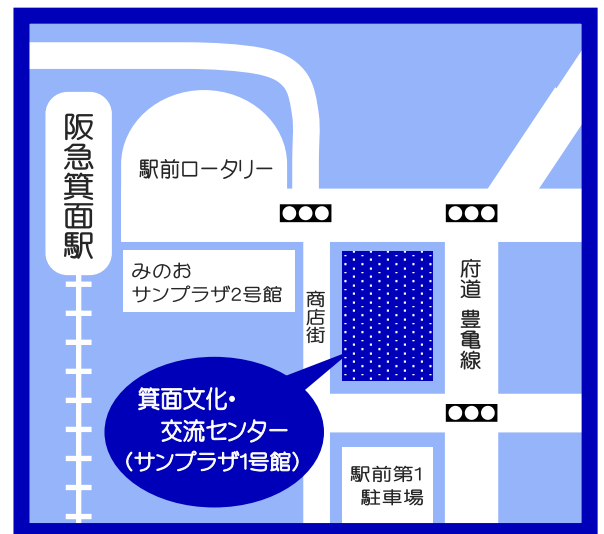 阪急箕面駅
駅前ロータリー
みのお
サンプラザ2号館
商店街
府道 豊亀線
箕面文化・
交流センター
(サンプラザ1号館)
駅前第1
駐車場